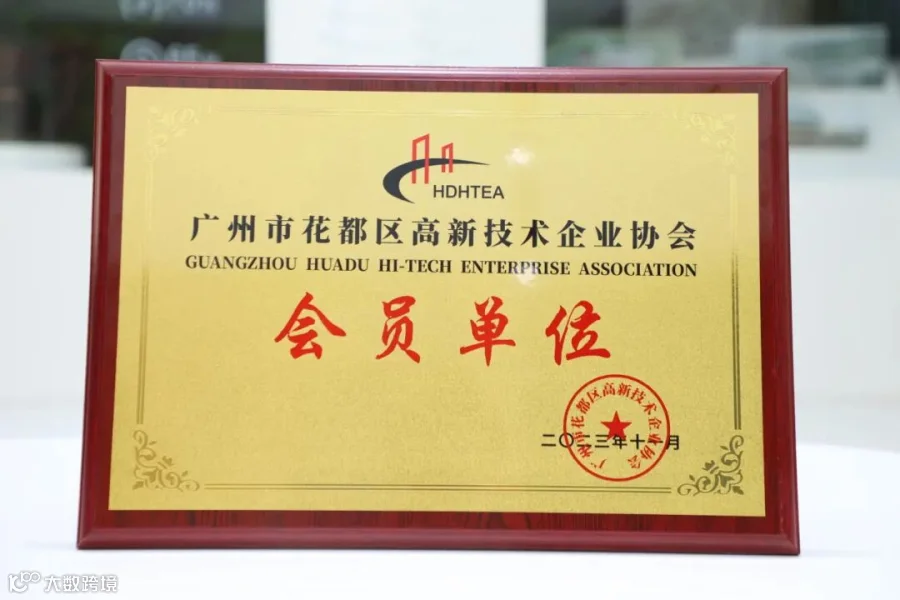 HDHTEA
广州市花都区高新技术企业协会
GUANGZHOU HUADU HI-TECH ENTERPRISE ASSOCIATION
会员单位
广州市花都区高新技术企业协会
二〇二三年十一月
大数跨境